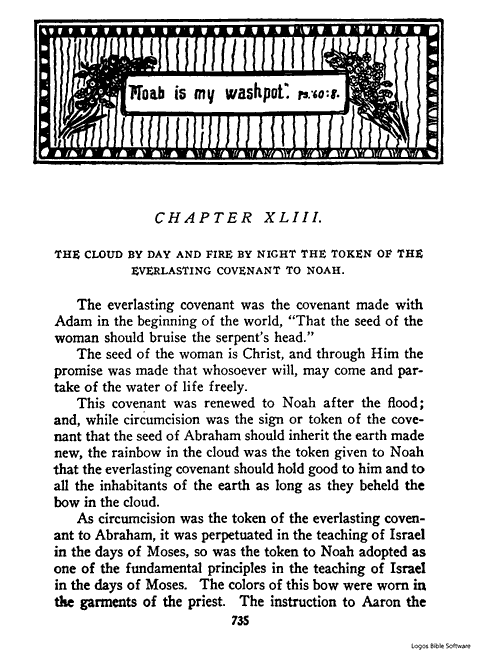 "Moab is my washpot." Ps. 60:8.
CHAPTER XLIII.
THE CLOUD BY DAY AND FIRE BY NIGHT THE TOKEN OF THE
EVERLASTING COVENANT TO NOAH.
The everlasting covenant was the covenant made with
Adam in the beginning of the world, "That the seed of the
woman should bruise the serpent's head."
The seed of the woman is Christ, and through Him the
promise was made that whosoever will, may come and par-
take of the water of life freely.
This covenant was renewed to Noah after the flood;
and, while circumcision was the sign or token of the cove-
nant that the seed of Abraham should inherit the earth made
new, the rainbow in the cloud was the token given to Noah
that the everlasting covenant should hold good to him and to
all the inhabitants of the earth as long as they beheld the
bow in the cloud.
As circumcision was the token of the everlasting coven-
ant to Abraham, it was perpetuated in the teaching of Israel
in the days of Moses, so was the token to Noah adopted as
one of the fundamental principles in the teaching of Israel
in the days of Moses. The colors of this bow were worn in
the garments of the priest. The instruction to Aaron the
735
Logos Bible Software